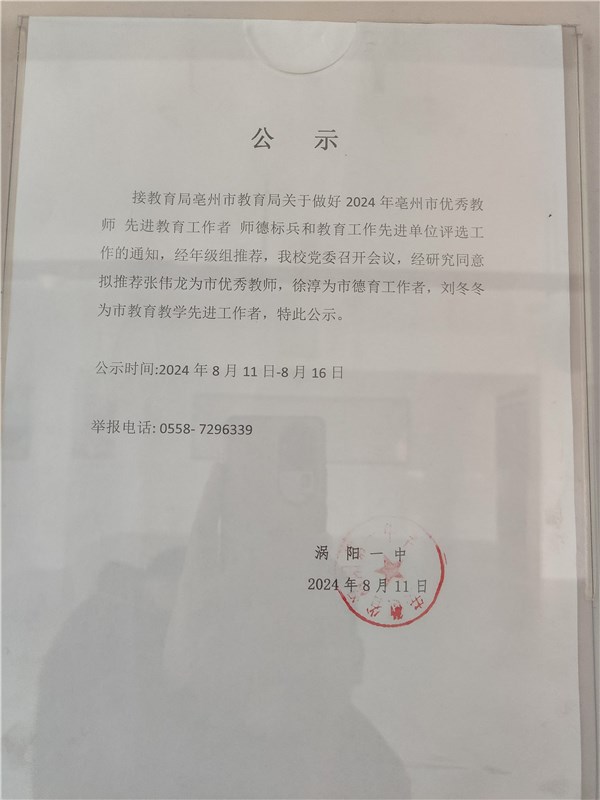 公 示
接教育局亳州市教育局关于做好 2024 年亳州市优秀教
师 先进教育工作者 师德标兵和教育工作先进单位评选工
作的通知，经年级组推荐，我校党委召开会议，经研究同意
拟推荐张伟龙为市优秀教师，徐淳为市德育工作者，刘冬冬
为市教育教学先进工作者，特此公示。
公示时间:2024 年 8 月 11 日-8 月 16 日
举报电话: 0558- 7296339
涡 阳 一 中
2024 年 8 月 11 日